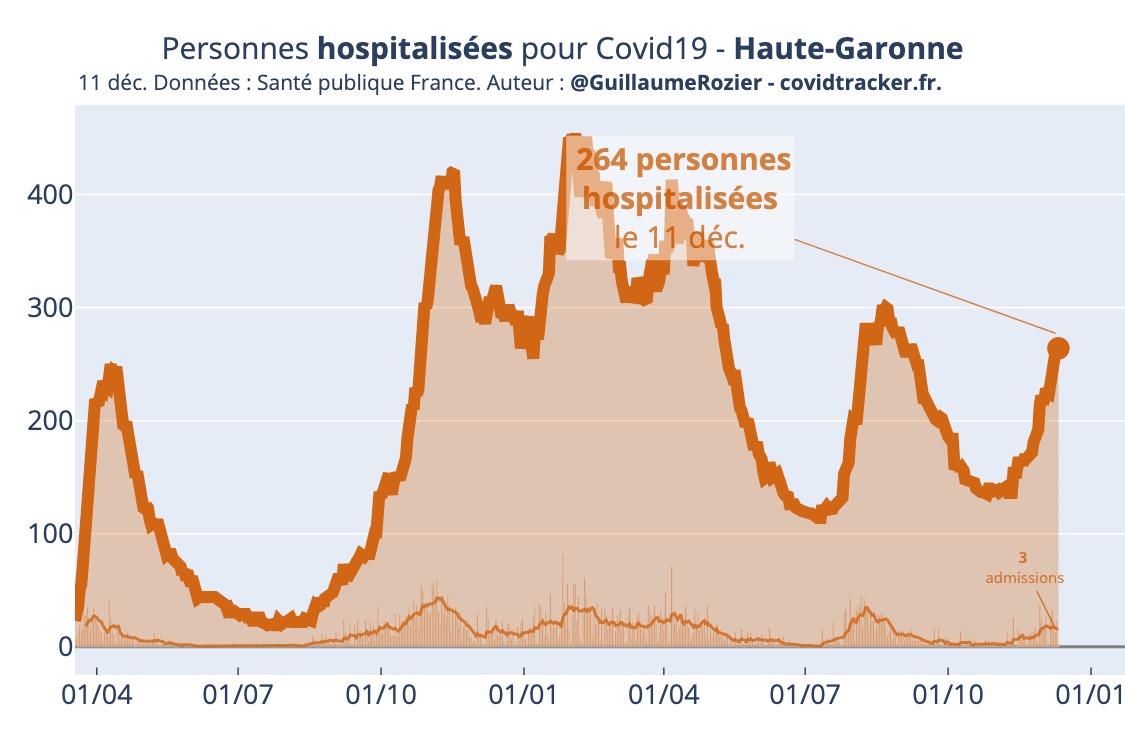 Personnes hospitalisées pour Covid19 - Haute-Garonne
11 déc. Données : Santé publique France. Auteur : @GuillaumeRozier - covidtracker.fr.
264 personnes
hospitalisées
le 11 déc.
400
300
200
100
0
3
admissions
01/04 01/07 01/10 01/01 01/04 01/07 01/10 01/01